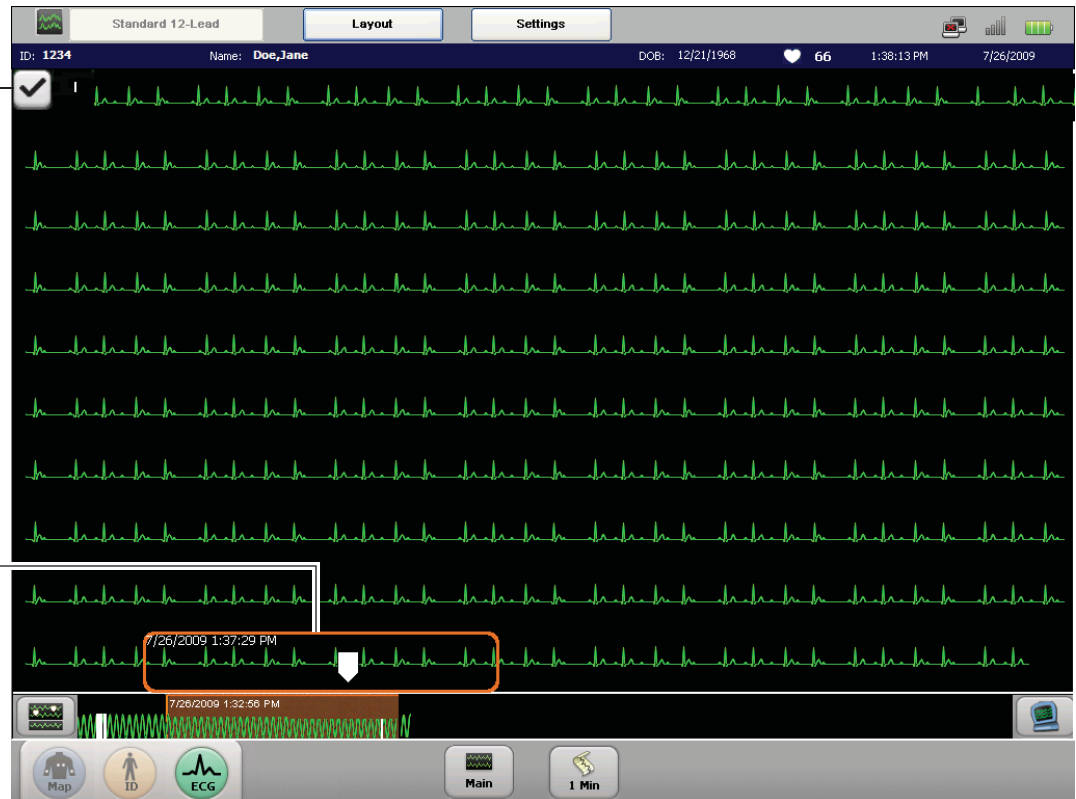 Standard 12-Lead
Layout
Settings
ID: 1234
Name: Doe,Jane
DOB: 12/21/1968
66
1:38:13 PM
7/26/2009
I
7/26/2009 1:37:29 PM
7/26/2009 1:32:56 PM
Map
ID
ECG
Main
1 Min